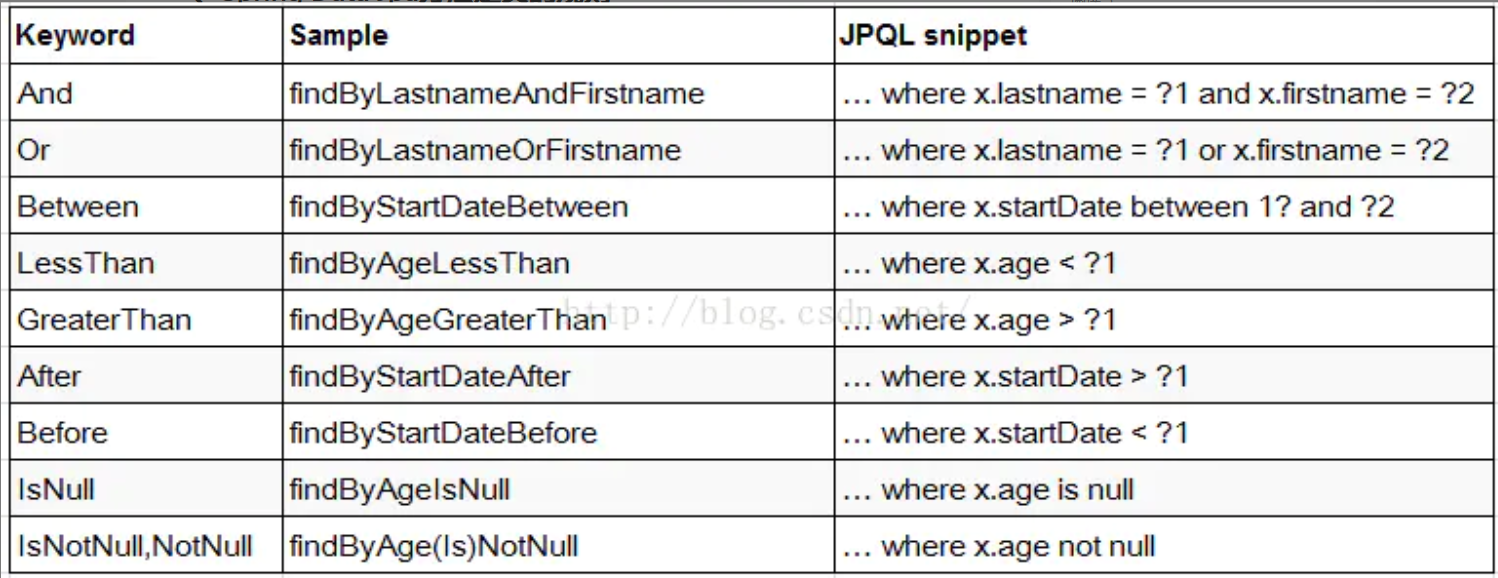 Keyword Sample JPQL snippet
And findByLastnameAndFirstname … where x.lastname = ?1 and x.firstname = ?2
Or findByLastnameOrFirstname … where x.lastname = ?1 or x.firstname = ?2
Between findByStartDateBetween … where x.startDate between 1? and ?2
LessThan findByAgeLessThan … where x.age < ?1
GreaterThan findByAgeGreaterThan … where x.age > ?1
http://blog.csdn.net/
After findByStartDateAfter … where x.startDate > ?1
Before findByStartDateBefore … where x.startDate < ?1
IsNull findByAgeIsNull … where x.age is null
IsNotNull,NotNull findByAge(Is)NotNull … where x.age not null